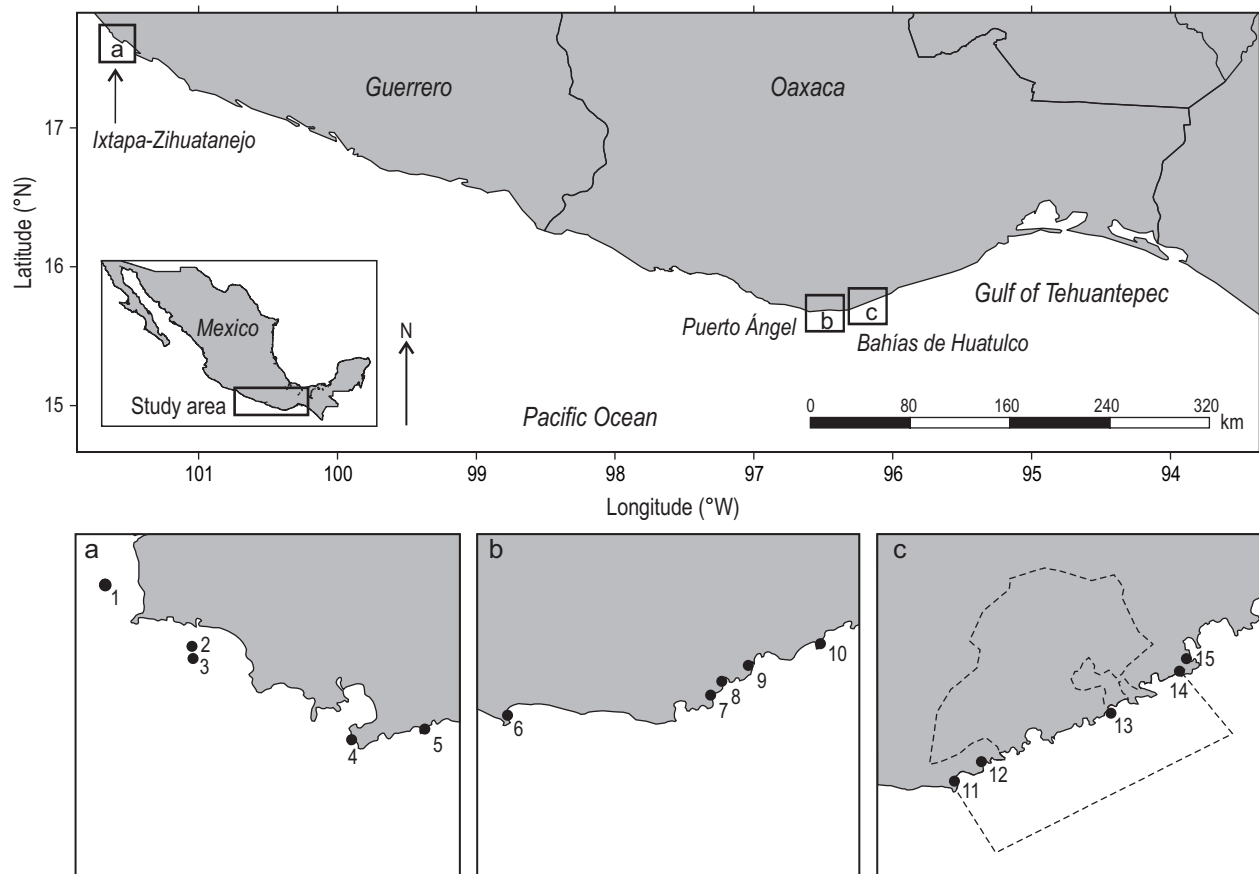 a
Guerrero
Oaxaca
Ixtapa-Zihuatanejo
17
16
15
Latitude (°N)
Gulf of Tehuantepec
Puerto Ángel
b
c
Bahías de Huatulco
Mexico
N
Study area
Pacific Ocean
0 80 160 240 320
km
101 100 99 98 97 96 95 94
Longitude (°W)
a
1
2
3
4
5
b
6
7
8
9
10
c
11
12
13
14
15